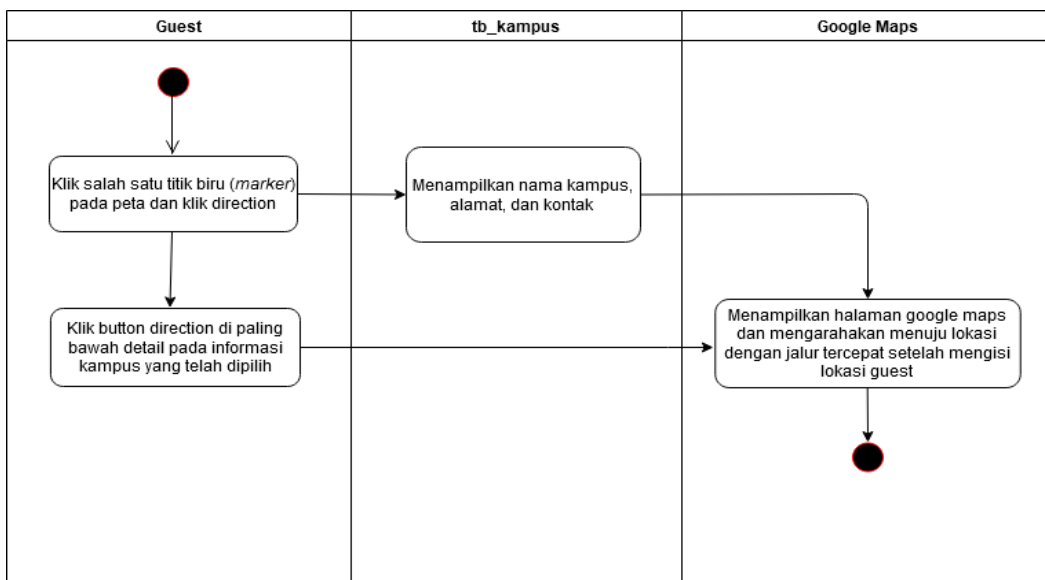 Guest
tb_kampus
Google Maps
Klik salah satu titik biru (marker)
pada peta dan klik direction
Menampilkan nama kampus,
alamat, dan kontak
Klik button direction di paling
bawah detail pada informasi
kampus yang telah dipilih
Menampilkan halaman google maps
dan mengarahakan menuju lokasi
dengan jalur tercepat setelah mengisi
lokasi guest